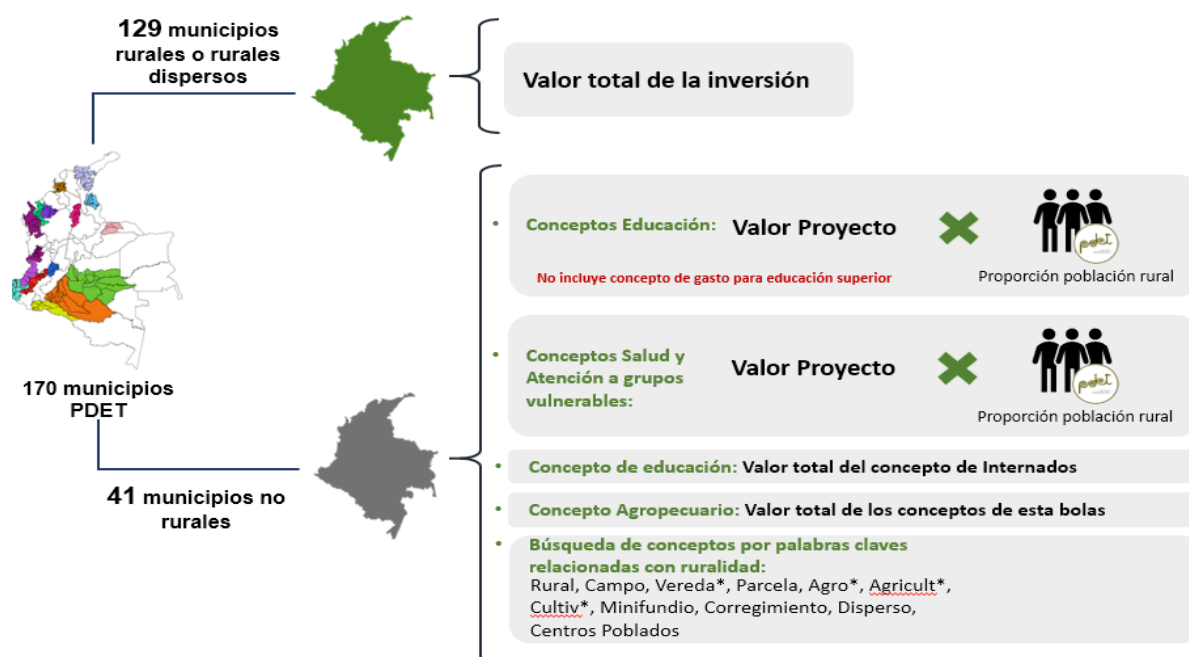 129 municipios
rurales o rurales
dispersos
Valor total de la inversión
170 municipios
PDET
41 municipios no
rurales
• Conceptos Educación: Valor Proyecto
No incluye concepto de gasto para educación superior
pdet
Proporción población rural
• Conceptos Salud y
Atención a grupos
vulnerables:
Valor Proyecto
pdet
Proporción población rural
• Concepto de educación: Valor total del concepto de Internados
• Concepto Agropecuario: Valor total de los conceptos de esta bolas
• Búsqueda de conceptos por palabras claves
relacionadas con ruralidad:
Rural, Campo, Vereda*, Parcela, Agro*, Agricult*,
Cultiv*, Minifundio, Corregimiento, Disperso,
Centros Poblados